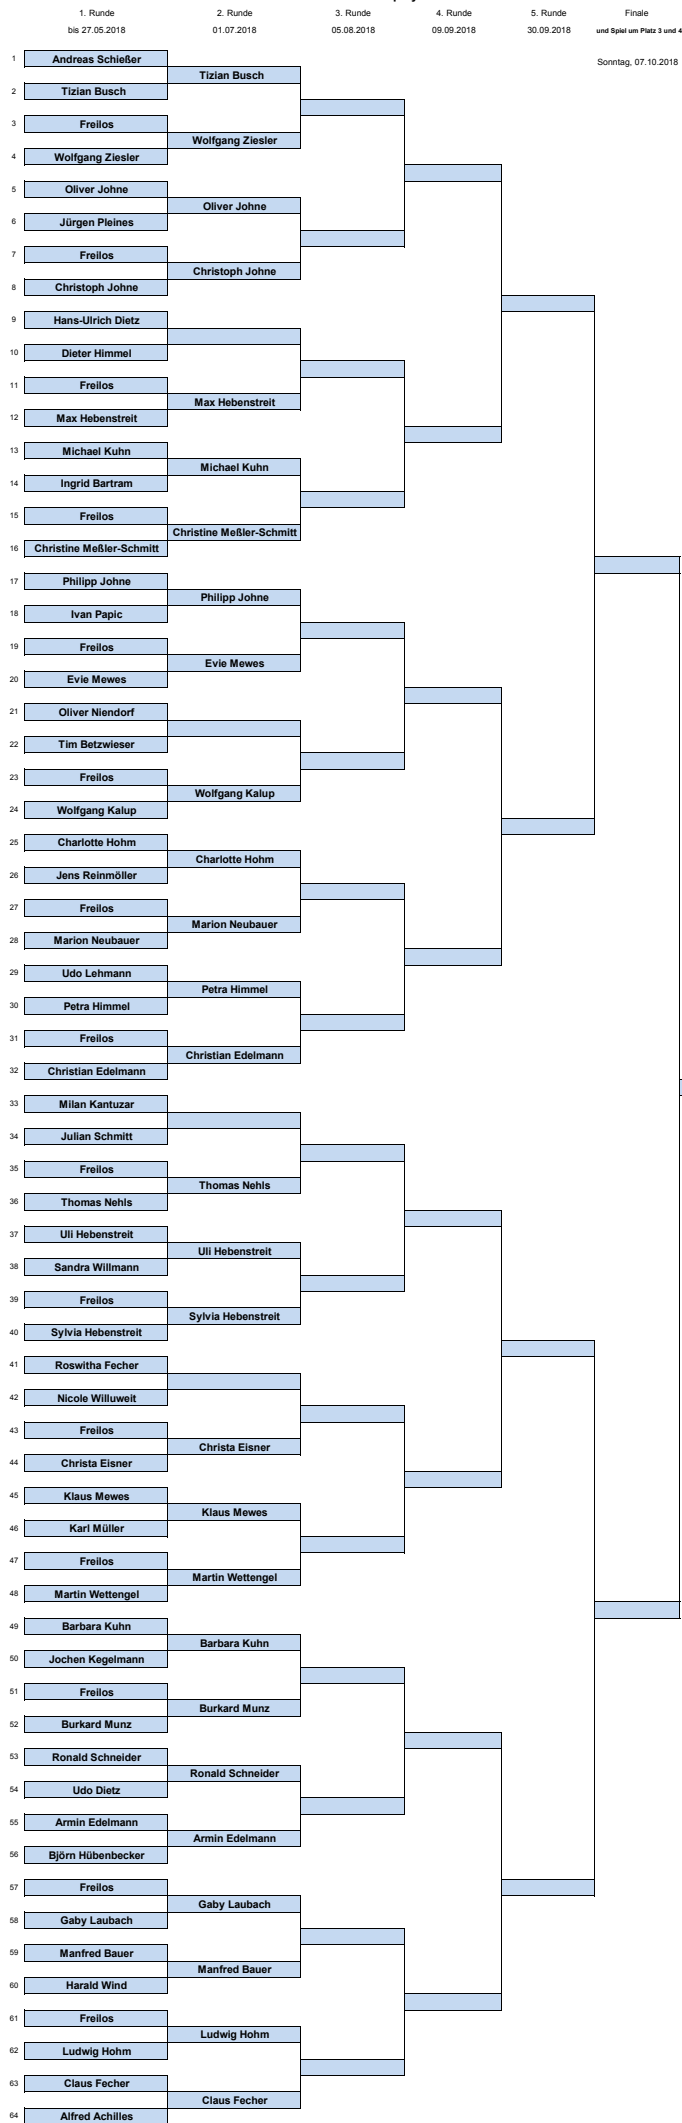 1. Runde 2. Runde 3. Runde 4. Runde 5. Runde Finale
bis 27.05.2018 01.07.2018 05.08.2018 09.09.2018 30.09.2018 und Spiel um Platz 3 und 4
1 Andreas Schießer
Sonntag, 07.10.2018
Tizian Busch
2 Tizian Busch
3 Freilos
Wolfgang Ziesler
4 Wolfgang Ziesler
5 Oliver Johne
Oliver Johne
6 Jürgen Pleines
7 Freilos
Christoph Johne
8 Christoph Johne
9 Hans-Ulrich Dietz
10 Dieter Himmel
11 Freilos
Max Hebenstreit
12 Max Hebenstreit
13 Michael Kuhn
Michael Kuhn
14 Ingrid Bartram
15 Freilos
Christine Meßler-Schmitt
16 Christine Meßler-Schmitt
17 Philipp Johne
Philipp Johne
18 Ivan Papic
19 Freilos
Evie Mewes
20 Evie Mewes
21 Oliver Niendorf
22 Tim Betzwieser
23 Freilos
Wolfgang Kalup
24 Wolfgang Kalup
25 Charlotte Hohm
Charlotte Hohm
26 Jens Reinmöller
27 Freilos
Marion Neubauer
28 Marion Neubauer
29 Udo Lehmann
Petra Himmel
30 Petra Himmel
31 Freilos
Christian Edelmann
32 Christian Edelmann
33 Milan Kantuzar
34 Julian Schmitt
35 Freilos
Thomas Nehls
36 Thomas Nehls
37 Uli Hebenstreit
Uli Hebenstreit
38 Sandra Willmann
39 Freilos
Sylvia Hebenstreit
40 Sylvia Hebenstreit
41 Roswitha Fecher
42 Nicole Willuweit
43 Freilos
Christa Eisner
44 Christa Eisner
45 Klaus Mewes
Klaus Mewes
46 Karl Müller
47 Freilos
Martin Wettengel
48 Martin Wettengel
49 Barbara Kuhn
Barbara Kuhn
50 Jochen Kegelmann
51 Freilos
Burkard Munz
52 Burkard Munz
53 Ronald Schneider
Ronald Schneider
54 Udo Dietz
55 Armin Edelmann
Armin Edelmann
56 Björn Hübenbecker
57 Freilos
Gaby Laubach
58 Gaby Laubach
59 Manfred Bauer
Manfred Bauer
60 Harald Wind
61 Freilos
Ludwig Hohm
62 Ludwig Hohm
63 Claus Fecher
Claus Fecher
64 Alfred Achilles